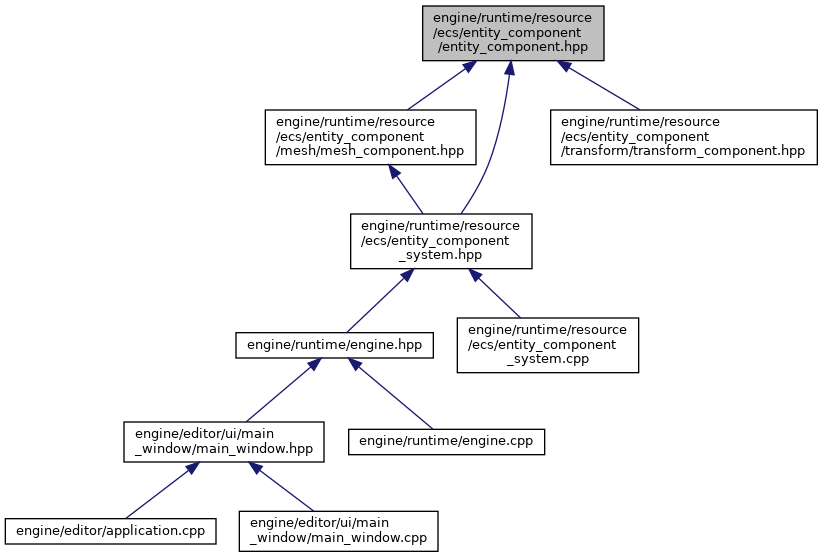 engine/runtime/resource
/ecs/entity_component
/entity_component.hpp
engine/runtime/resource
/ecs/entity_component
/mesh/mesh_component.hpp
engine/runtime/resource
/ecs/entity_component
/transform/transform_component.hpp
engine/runtime/resource
/ecs/entity_component
_system.hpp
engine/runtime/engine.hpp
engine/runtime/resource
/ecs/entity_component
_system.cpp
engine/editor/ui/main
_window/main_window.hpp
engine/runtime/engine.cpp
engine/editor/application.cpp
engine/editor/ui/main
_window/main_window.cpp